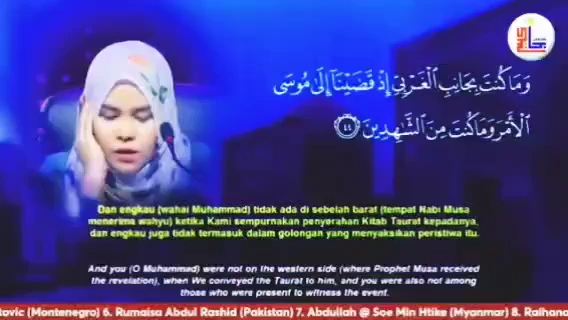 وَمَا كُنتَ بِجَانِبِ الْغَرْبِيِّ إِذْ قَضَيْنَآ إِلَىٰ مُوسَى
الْأَمْرَ وَمَا كُنتَ مِنَ الشَّاهِدِينَ ٤٤
Dan engkau (wahai Muhammad) tidak ada di sebelah barat (tempat Nabi Musa
menerima wahyu) ketika Kami sempurnakan penyerahan Kitab Taurat kepadanya,
dan engkau juga tidak termasuk dalam golongan yang menyaksikan peristiwa itu.
And you (O Muhammad) were not on the western side (where Prophet Musa received
the revelation), when We conveyed the Taurat to him, and you were also not among
those who were present to witness the event.
tovic (Montenegro) 6. Rumaisa Abdul Rashid (Pakistan) 7. Abdullah @ Soe Min Htike (Myanmar) 8. Raihana